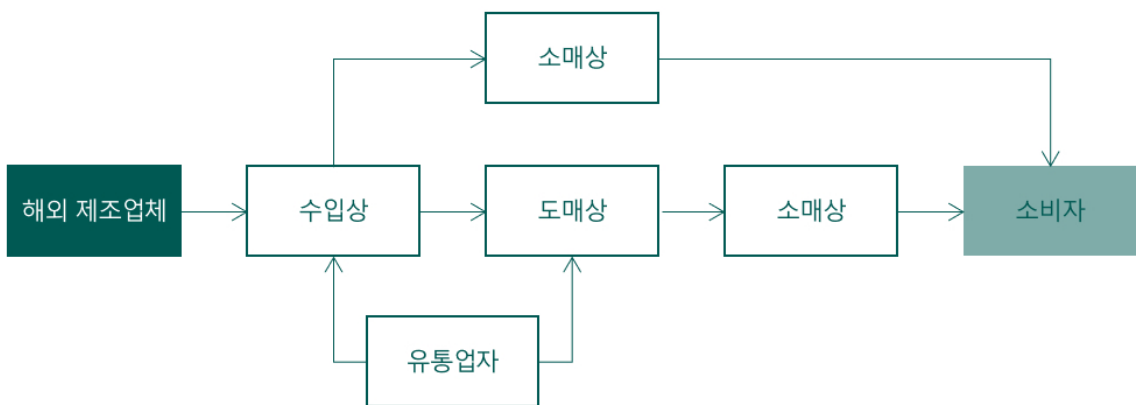 소매상
해외 제조업체
수입상
도매상
소매상
소비자
유통업자